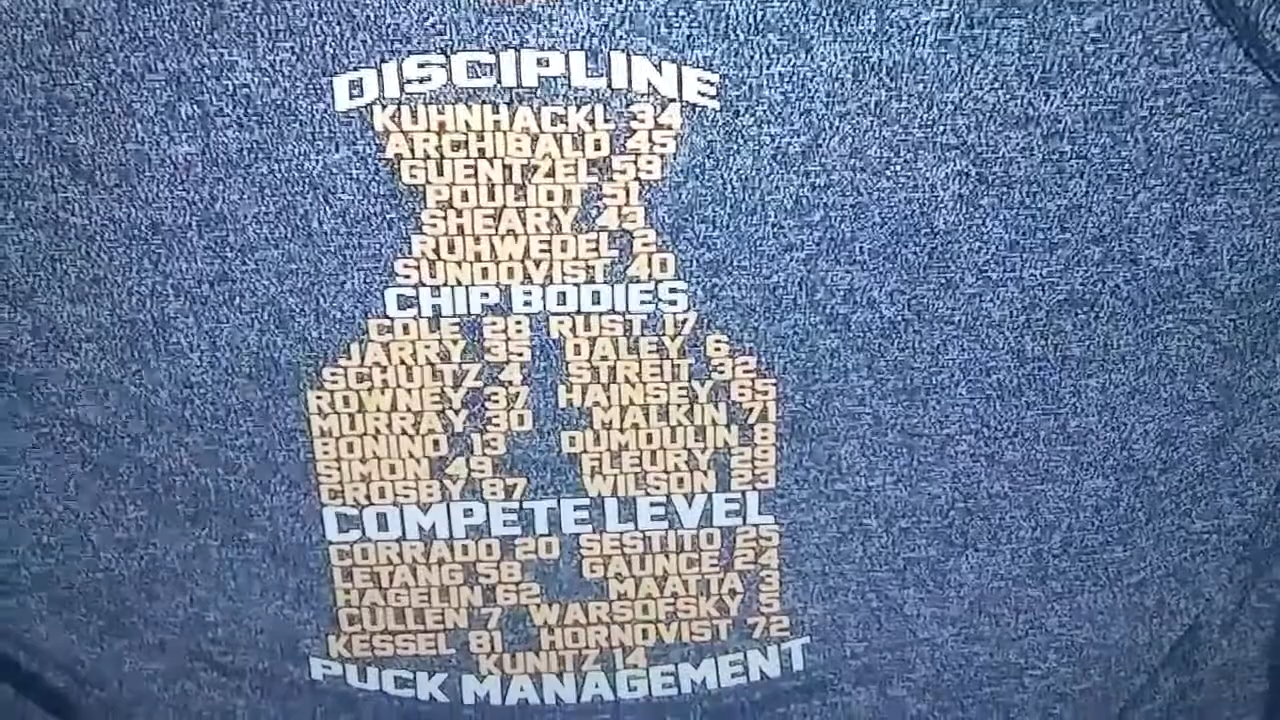 DISCIPLINE
KUHNHACKL 34
ARCHIBALD 45
GUENTZEL 59
POULIOT 51
SHEARY 43
RUHWEDEL 2
SUNDQVIST 40
CHIP BODIES
COLE 28 RUST 17
JARRY 35 DALEY 6
SCHULTZ 4 STREIT 32
ROWNEY 37 HAINSEY 65
MURRAY 30 MALKIN 71
BONINO 13 DUMOULIN 8
SIMON 49 FLEURY 29
CROSBY 87 WILSON 23
COMPETE LEVEL
CORRADO 20 SESTITO 25
LETANG 58 GAUNCE 24
HAGELIN 62 MAATTA 3
CULLEN 7 WARSOFSKY 5
KESSEL 81 HORNQVIST 72
KUNITZ 14
PUCK MANAGEMENT